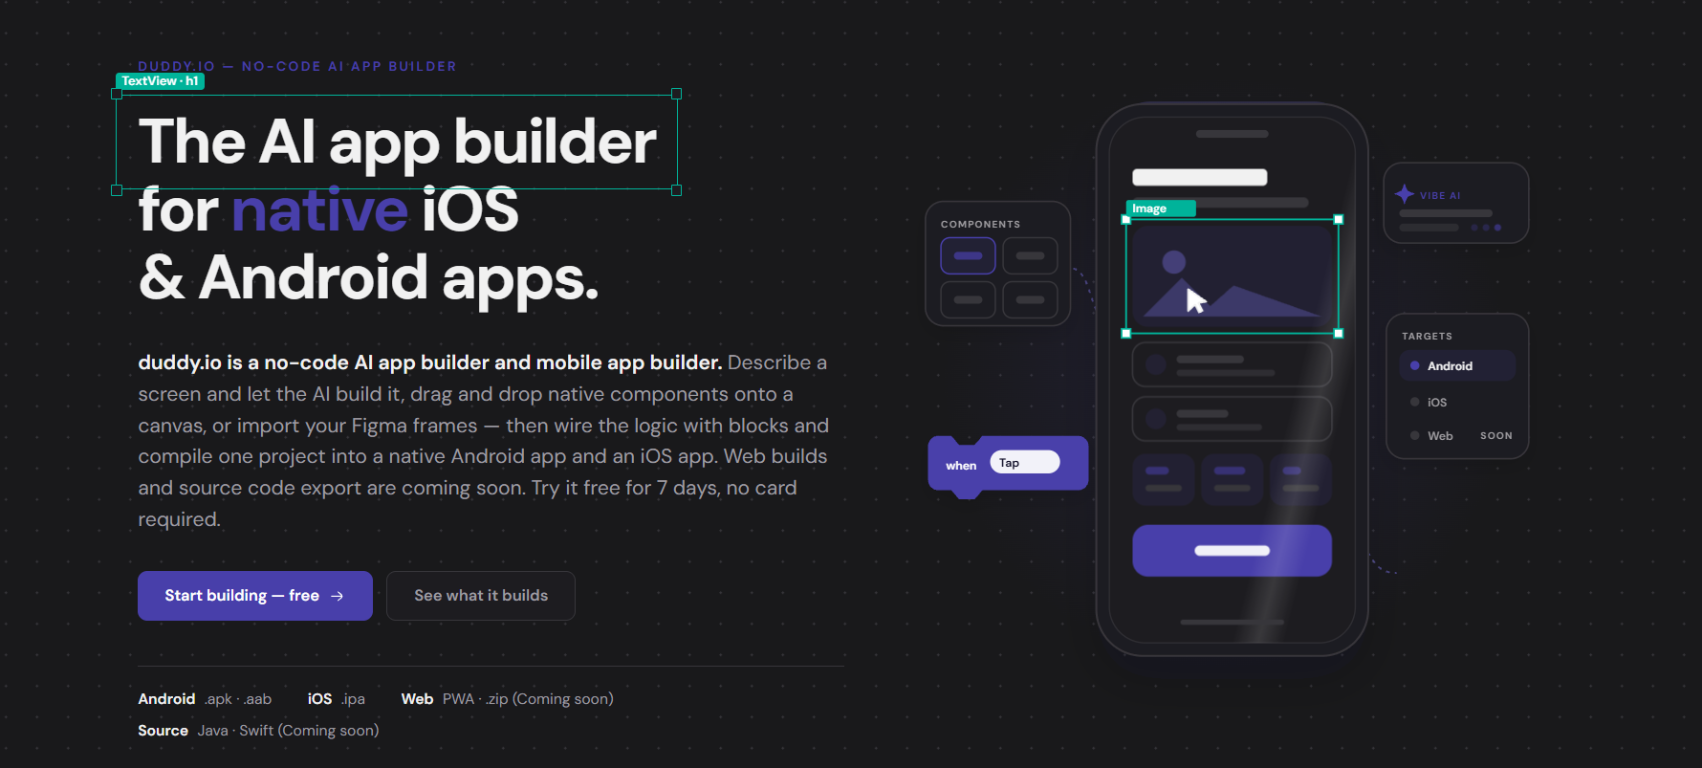 DUDDY.IO — NO-CODE AI APP BUILDER
TextView · h1
The AI app builder
for native iOS
& Android apps.
duddy.io is a no-code AI app builder and mobile app builder. Describe a
screen and let the AI build it, drag and drop native components onto a
canvas, or import your Figma frames — then wire the logic with blocks and
compile one project into a native Android app and an iOS app. Web builds
and source code export are coming soon. Try it free for 7 days, no card
required.
Start building — free →
See what it builds
Android .apk · .aab iOS .ipa Web PWA · .zip (Coming soon)
Source Java · Swift (Coming soon)
COMPONENTS
when Tap
Image
VIBE AI
TARGETS
Android
iOS
Web SOON